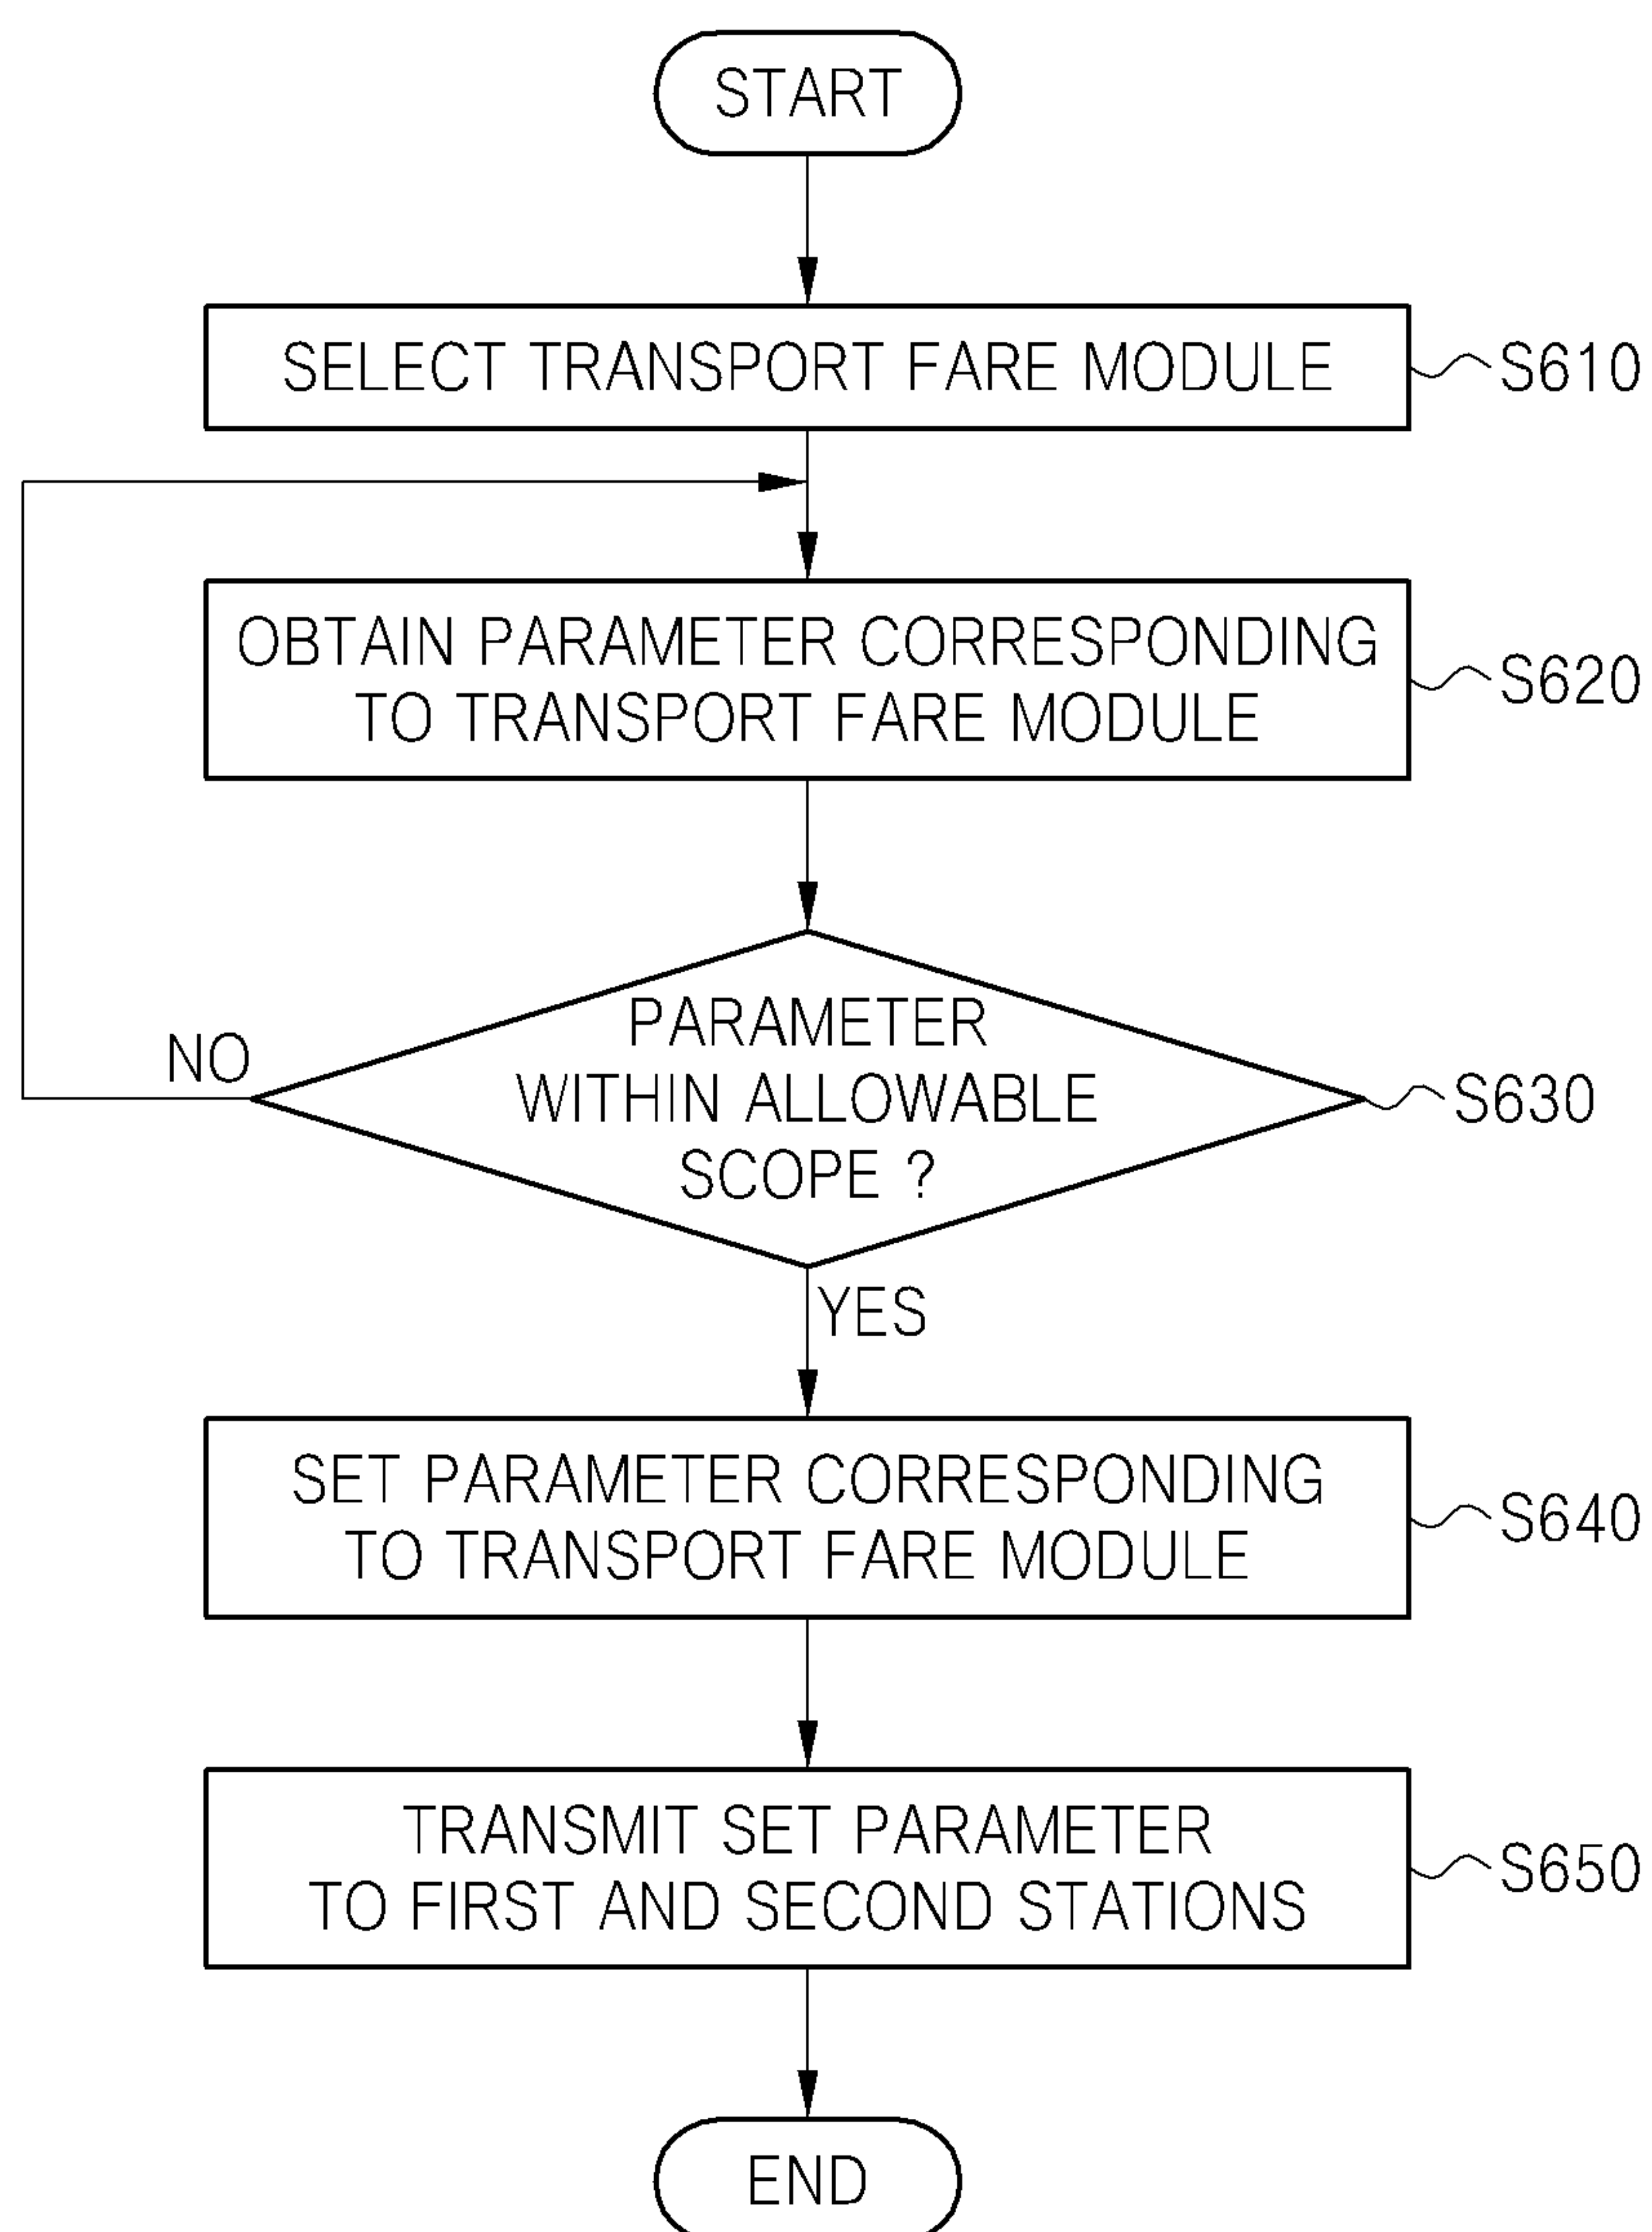 START
SELECT TRANSPORT FARE MODULE
S610
OBTAIN PARAMETER CORRESPONDING
TO TRANSPORT FARE MODULE
S620
PARAMETER
WITHIN ALLOWABLE
SCOPE ?
NO
S630
YES
SET PARAMETER CORRESPONDING
TO TRANSPORT FARE MODULE
S640
TRANSMIT SET PARAMETER
TO FIRST AND SECOND STATIONS
S650
END